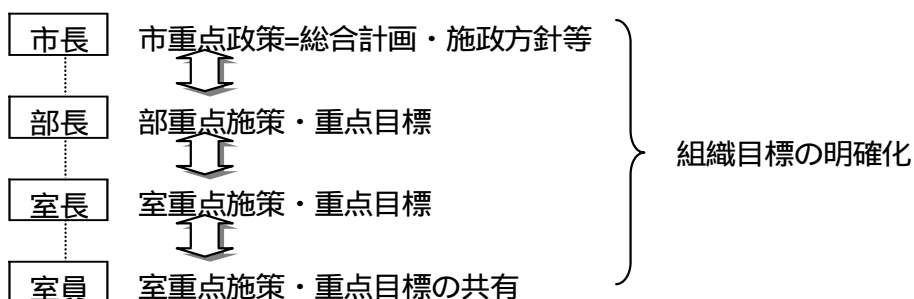 市長 市重点政策=総合計画・施政方針等
部長 部重点施策・重点目標
組織目標の明確化
室長 室重点施策・重点目標
室員 室重点施策・重点目標の共有